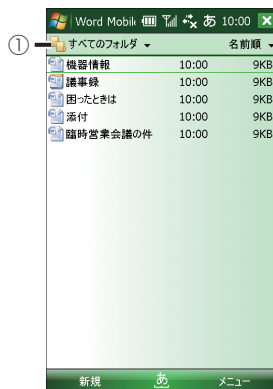 Word Mobile あ 10:00
① すべてのフォルダ 名前順
機器情報 10:00 9KB
議事録 10:00 9KB
困ったときは 10:00 9KB
添付 10:00 9KB
臨時営業会議の件 10:00 9KB
新規 あ メニュー